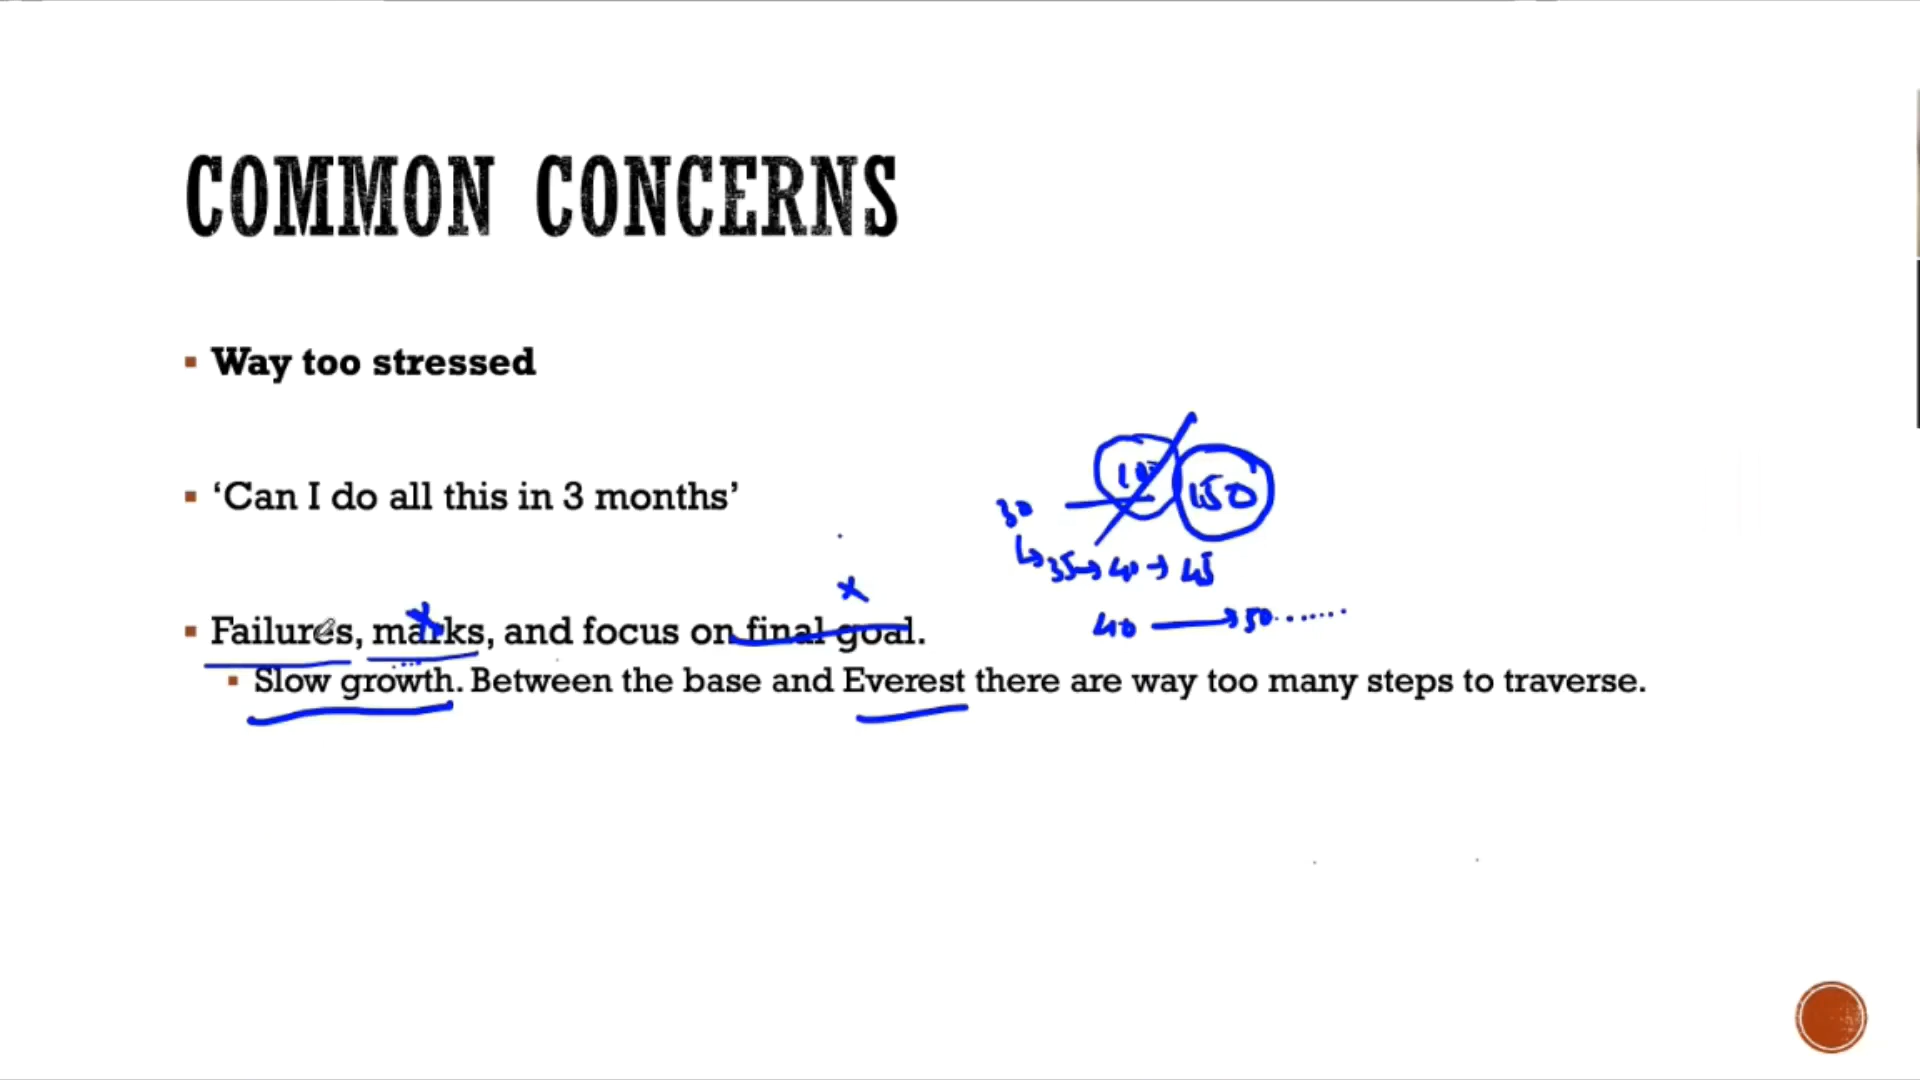 COMMON CONCERNS
Way too stressed
150
'Can I do all this in 3 months'
30
35 → 40 → 45
Failures, marks, and focus on final goal.
40 → 50......
Slow growth. Between the base and Everest there are way too many steps to traverse.